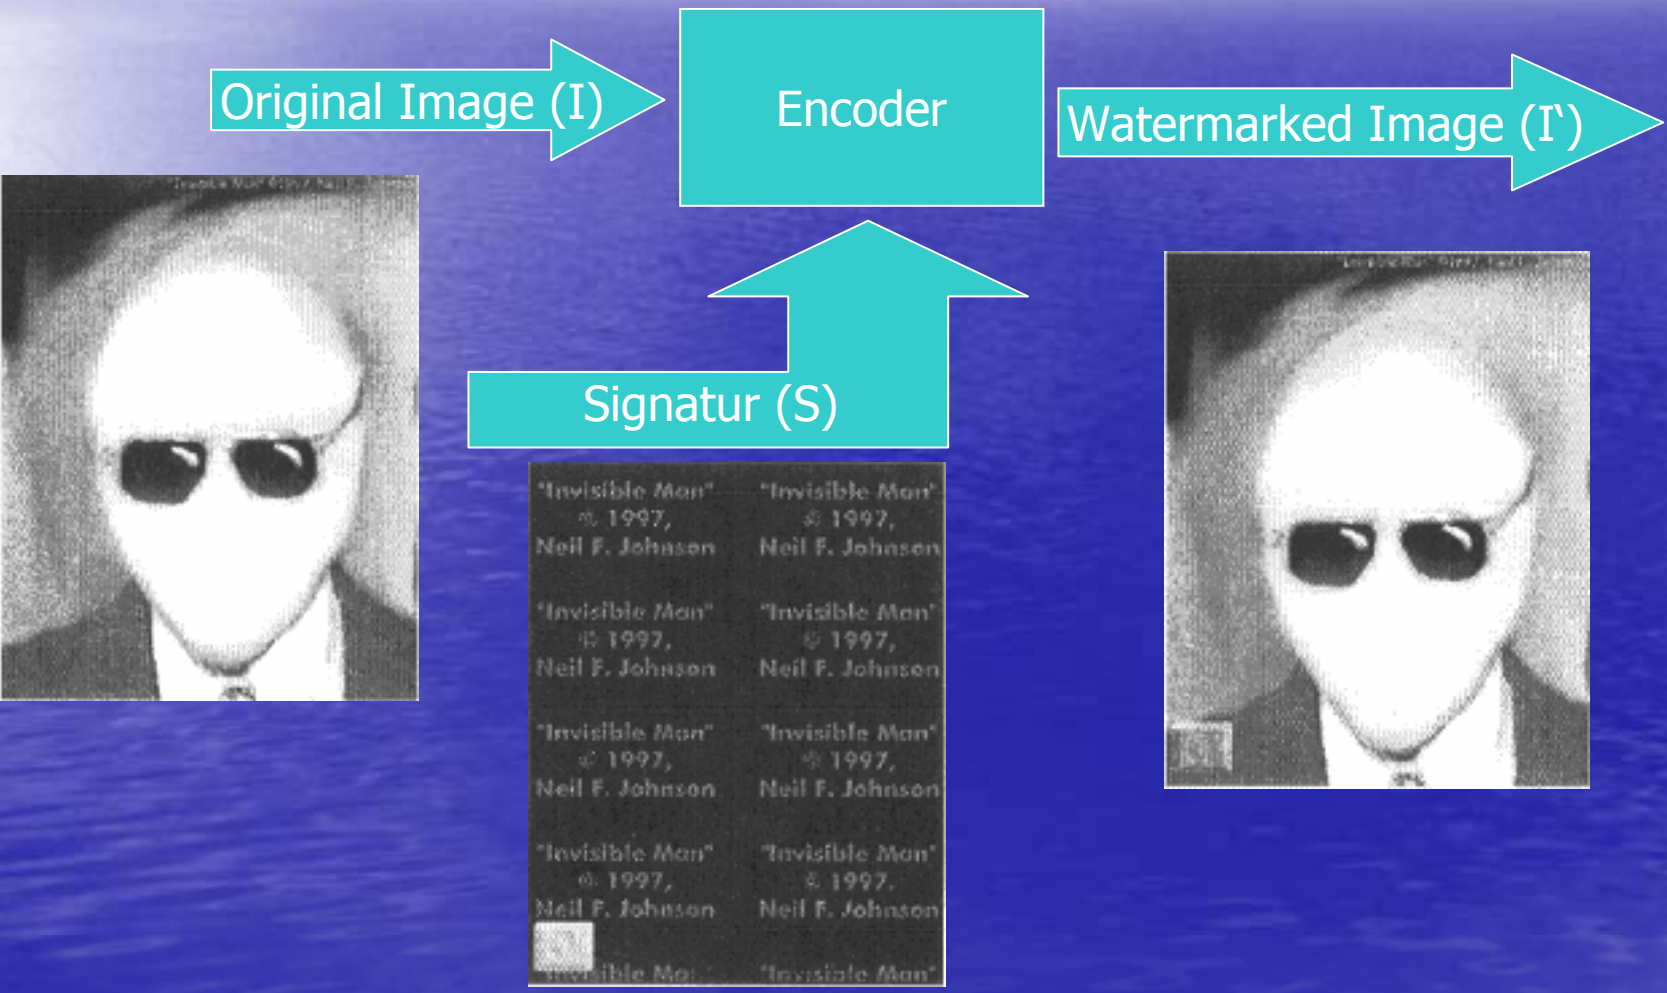 Original Image (I)
Encoder
Watermarked Image (I‘)
Signatur (S)
"Invisible Man" "Invisible Man"
© 1997, © 1997,
Neil F. Johnson Neil F. Johnson
"Invisible Man" "Invisible Man"
© 1997, © 1997,
Neil F. Johnson Neil F. Johnson
"Invisible Man" "Invisible Man"
© 1997, © 1997,
Neil F. Johnson Neil F. Johnson
"Invisible Man" "Invisible Man"
© 1997, © 1997,
Neil F. Johnson Neil F. Johnson
"Invisible Man"